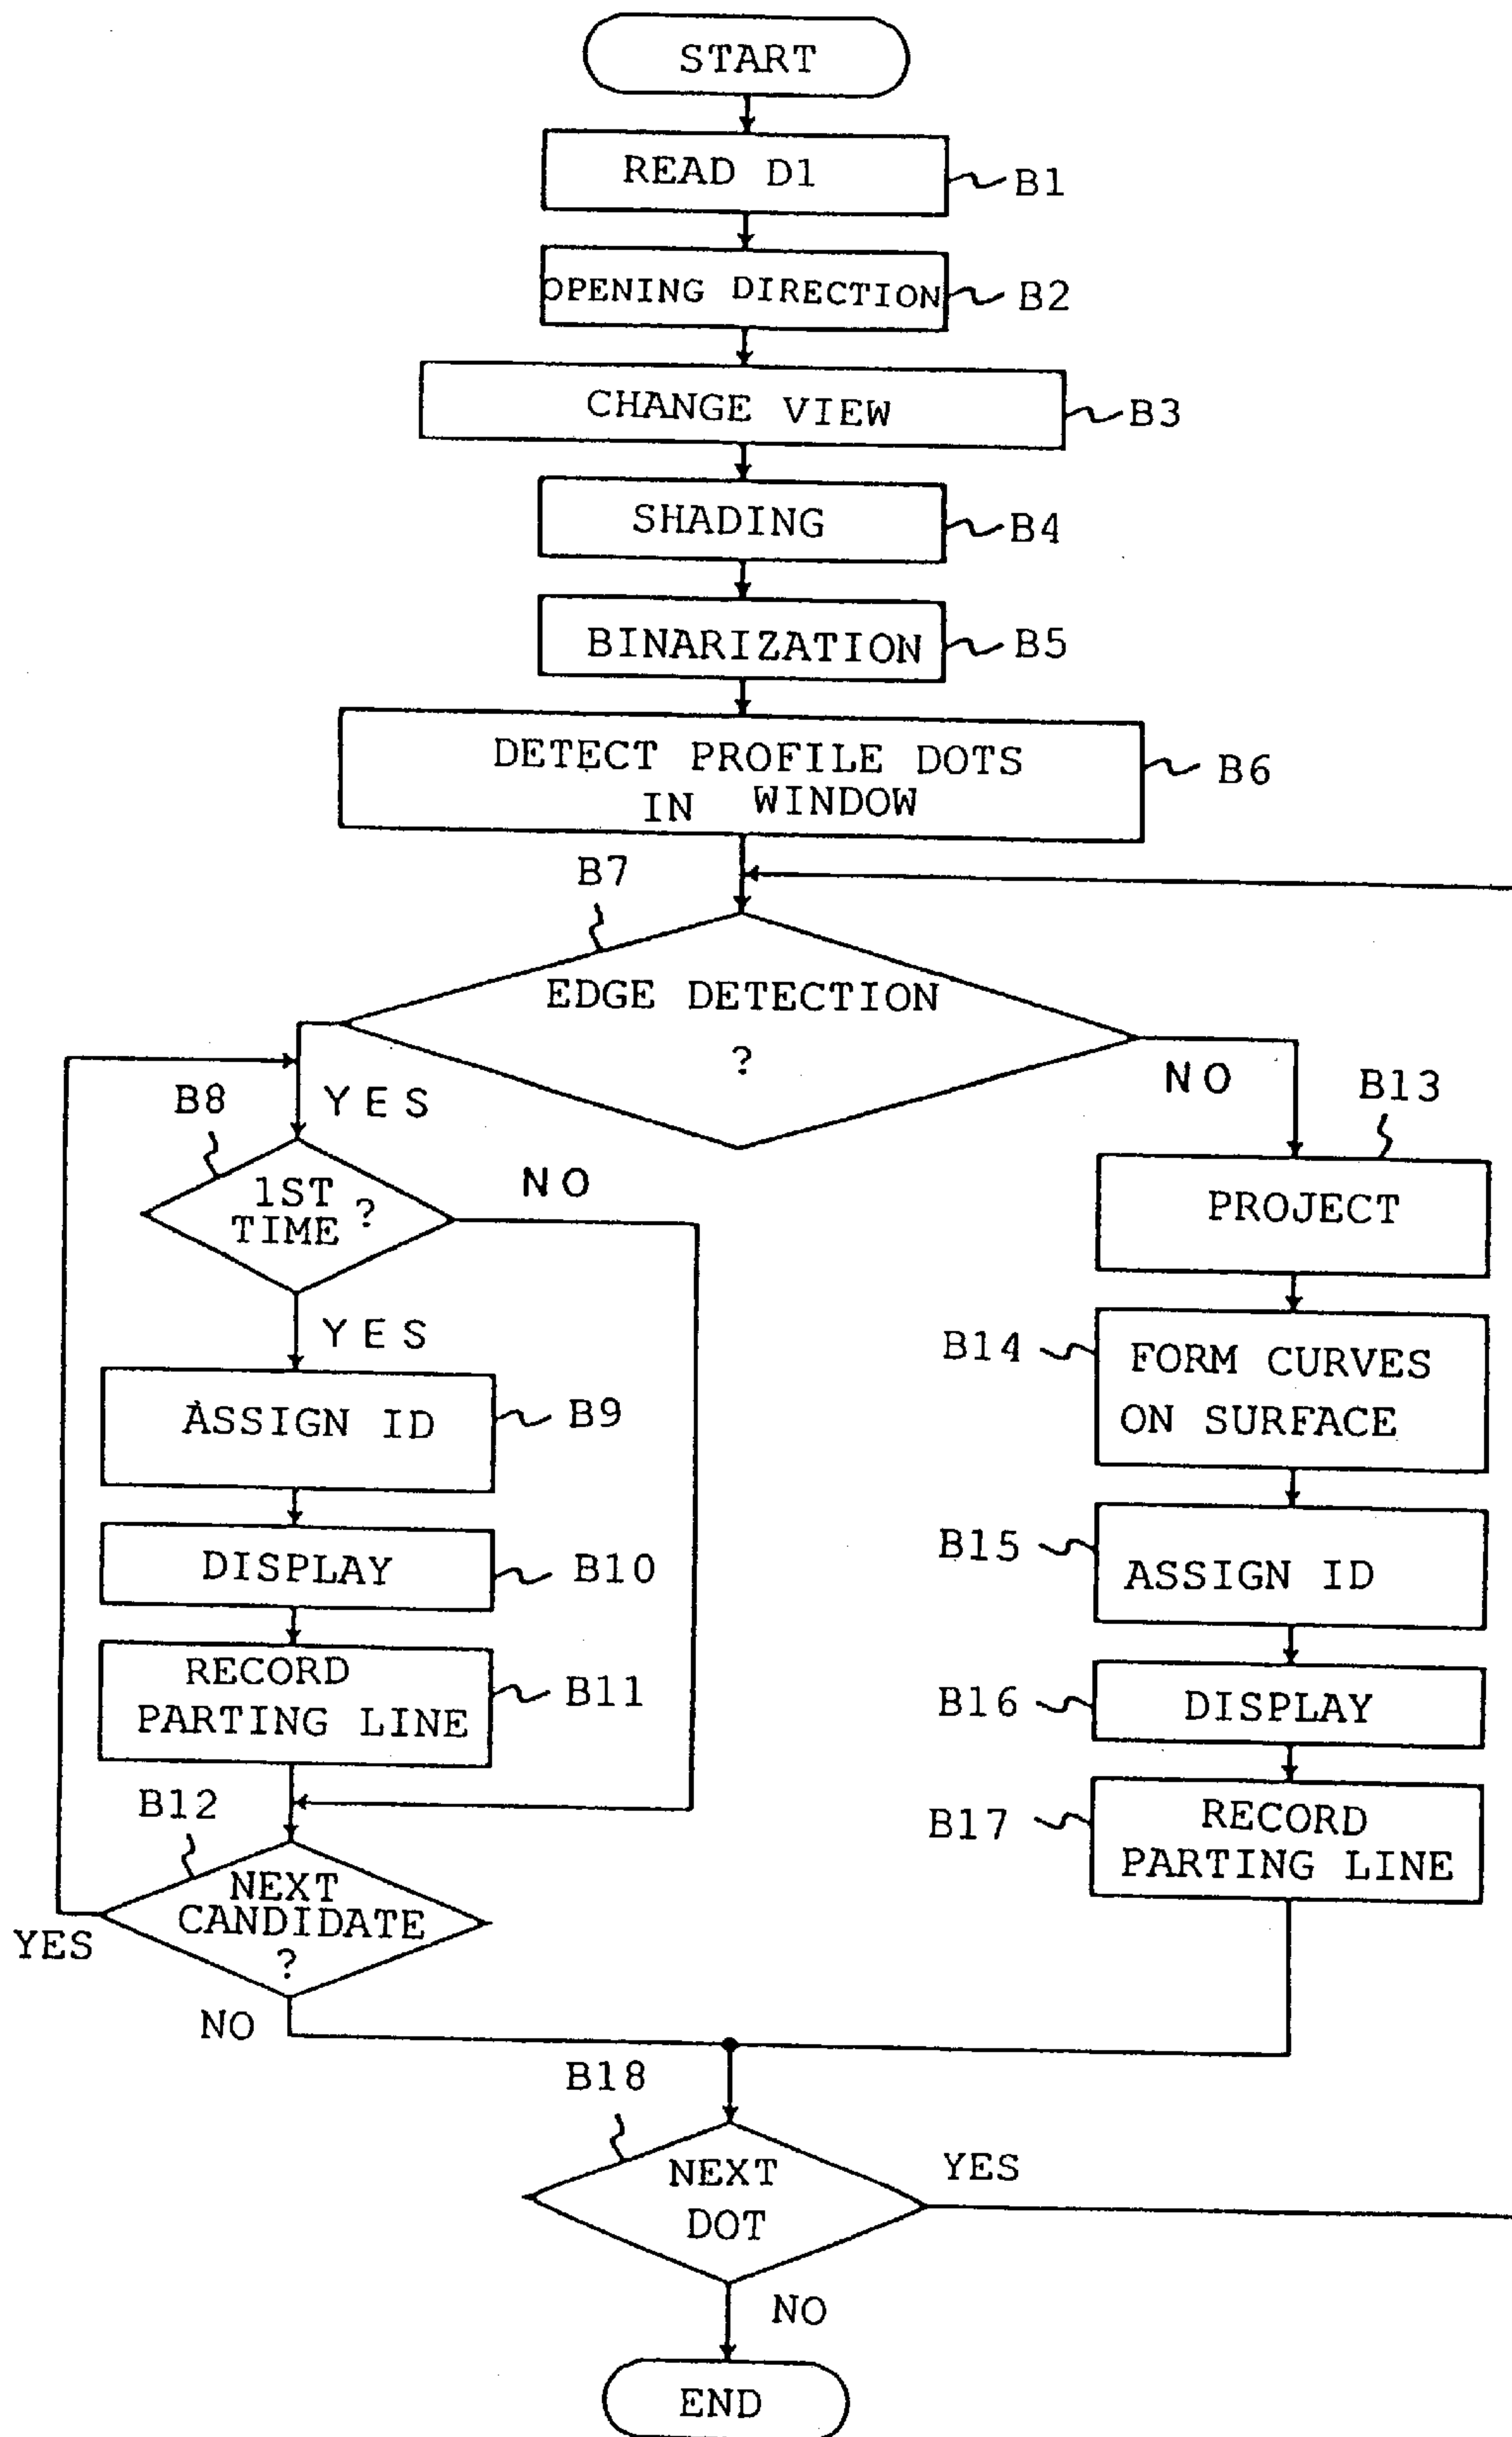 START
READ D1
B1
OPENING DIRECTION
B2
CHANGE VIEW
B3
SHADING
B4
BINARIZATION
B5
DETECT PROFILE DOTS
IN WINDOW
B6
B7
EDGE DETECTION
?
YES
NO
B8
1ST
TIME ?
NO
YES
ASSIGN ID
B9
DISPLAY
B10
RECORD
PARTING LINE
B11
B12
NEXT
CANDIDATE
?
YES
NO
B13
PROJECT
B14
FORM CURVES
ON SURFACE
B15
ASSIGN ID
B16
DISPLAY
B17
RECORD
PARTING LINE
B18
NEXT
DOT
YES
NO
END